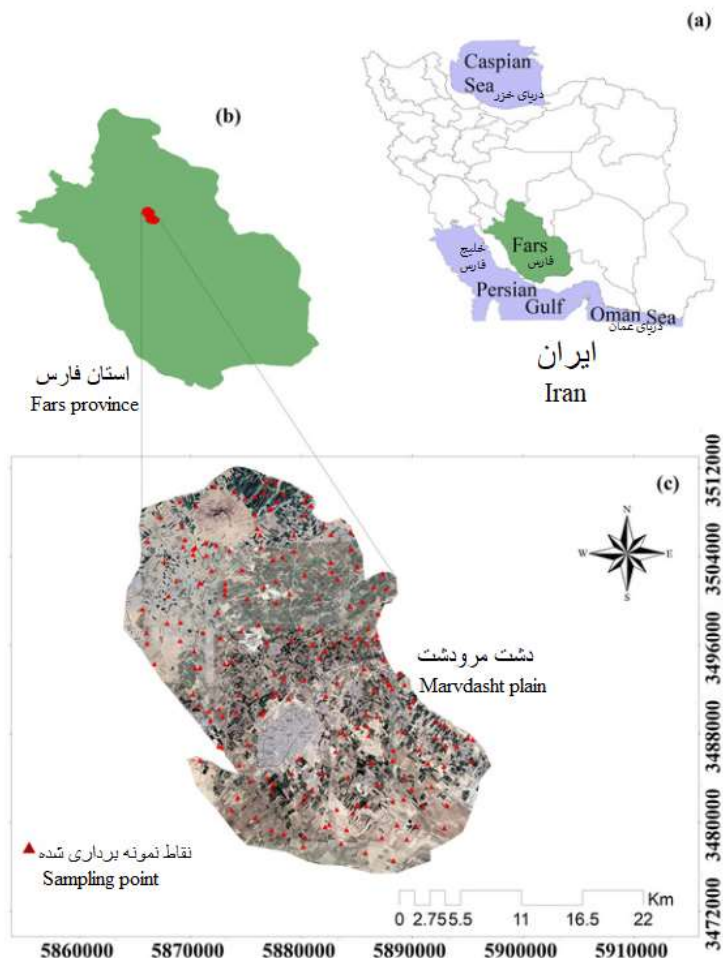 (a)
Caspian
Sea
دریای خزر
Fars
فارس
خلیج
فارس
Persian
Gulf
Oman Sea
دریای عمان
ایران
Iran
(b)
استان فارس
Fars province
(c)
N
W
E
S
دشت مرودشت
Marvdasht plain
نقاط نمونه برداری شده
Sampling point
Km
0 2.75 5.5 11 16.5 22
3512000
3504000
3496000
3488000
3480000
3472000
5860000 5870000 5880000 5890000 5900000 5910000